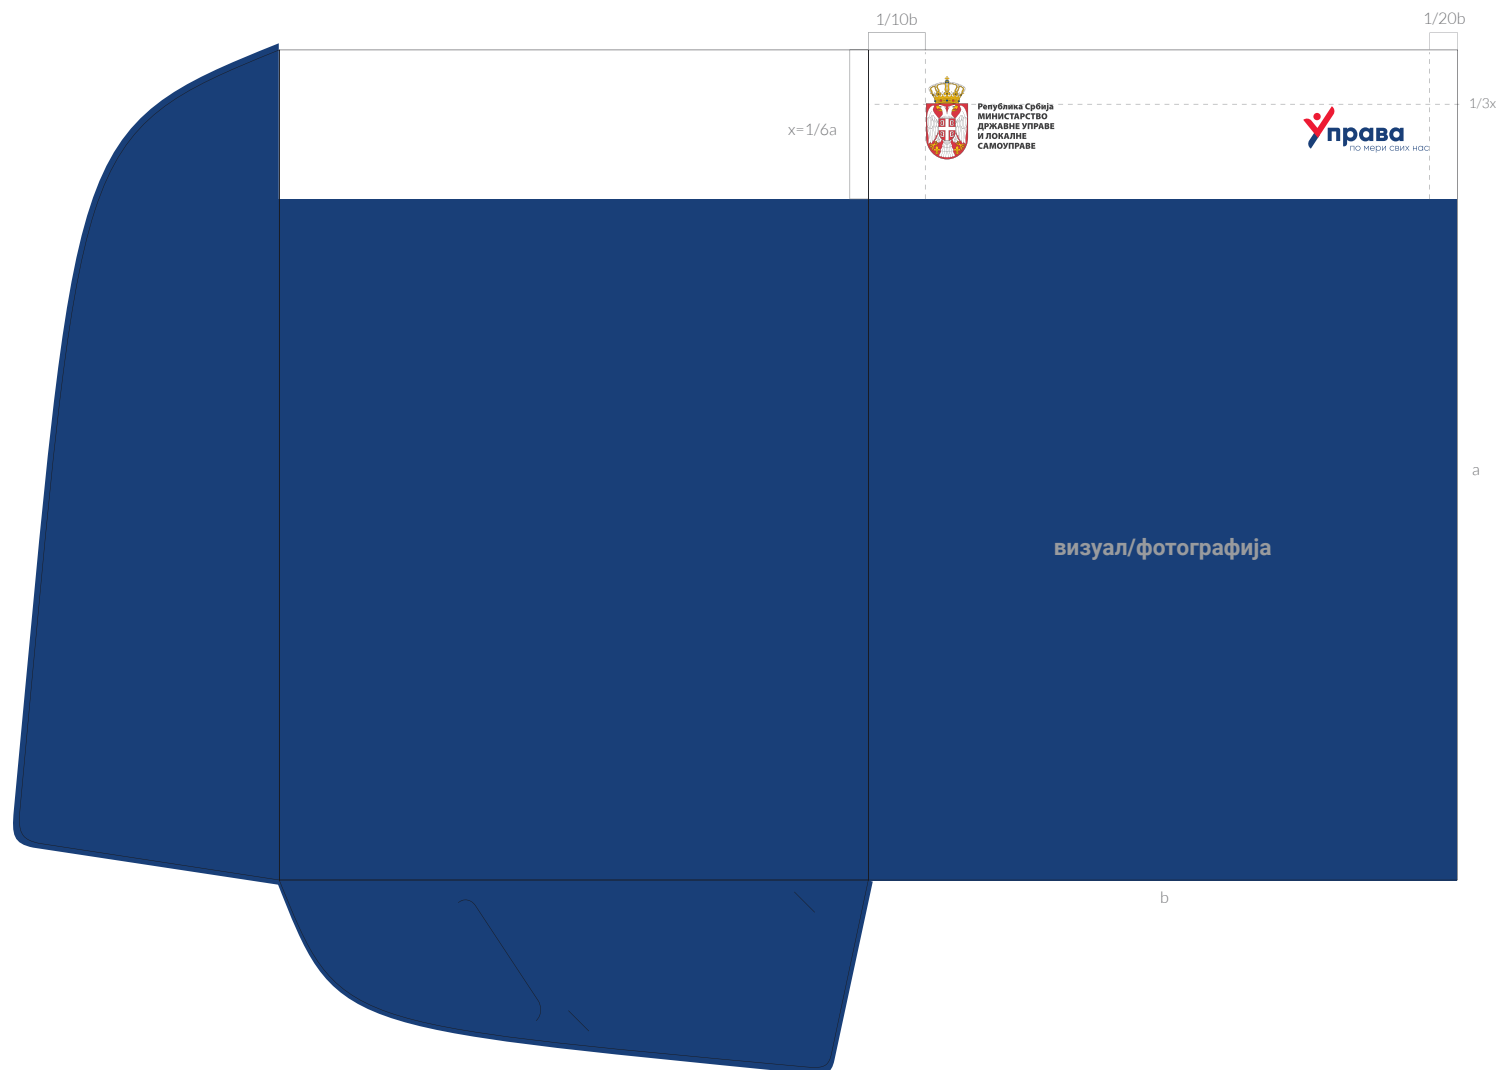 1/10b
1/20b
1/3x
x=1/6a
Република Србија
МИНИСТАРСТВО
ДРЖАВНЕ УПРАВЕ
И ЛОКАЛНЕ
САМОУПРАВЕ
Управа
по мери свих нас
a
визуал/фотографија
b